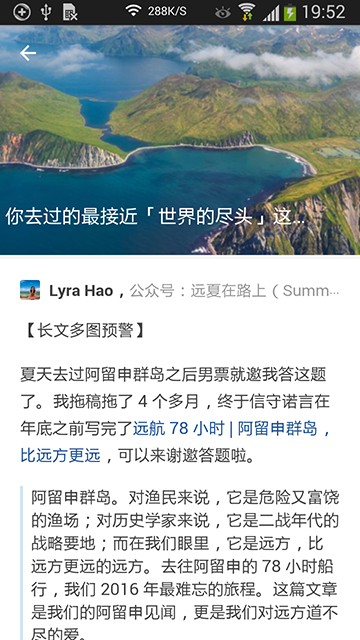 288K/S 19:52
你去过的最接近「世界的尽头」这...
Lyra Hao，公众号：远夏在路上（Summ···
【长文多图预警】
夏天去过阿留申群岛之后男票就邀我答这题
了。我拖稿拖了 4 个多月，终于信守诺言在
年底之前写完了远航 78 小时 | 阿留申群岛，
比远方更远，可以来谢邀答题啦。
阿留申群岛。对渔民来说，它是危险又富饶
的渔场；对历史学家来说，它是二战年代的
战略要地；而在我们眼里，它是远方，比
远方更远的远方。去往阿留申的 78 小时船
行，我们 2016 年最难忘的旅程。这篇文章
是我们的阿留申见闻，更是我们对远方道不
尽的爱。